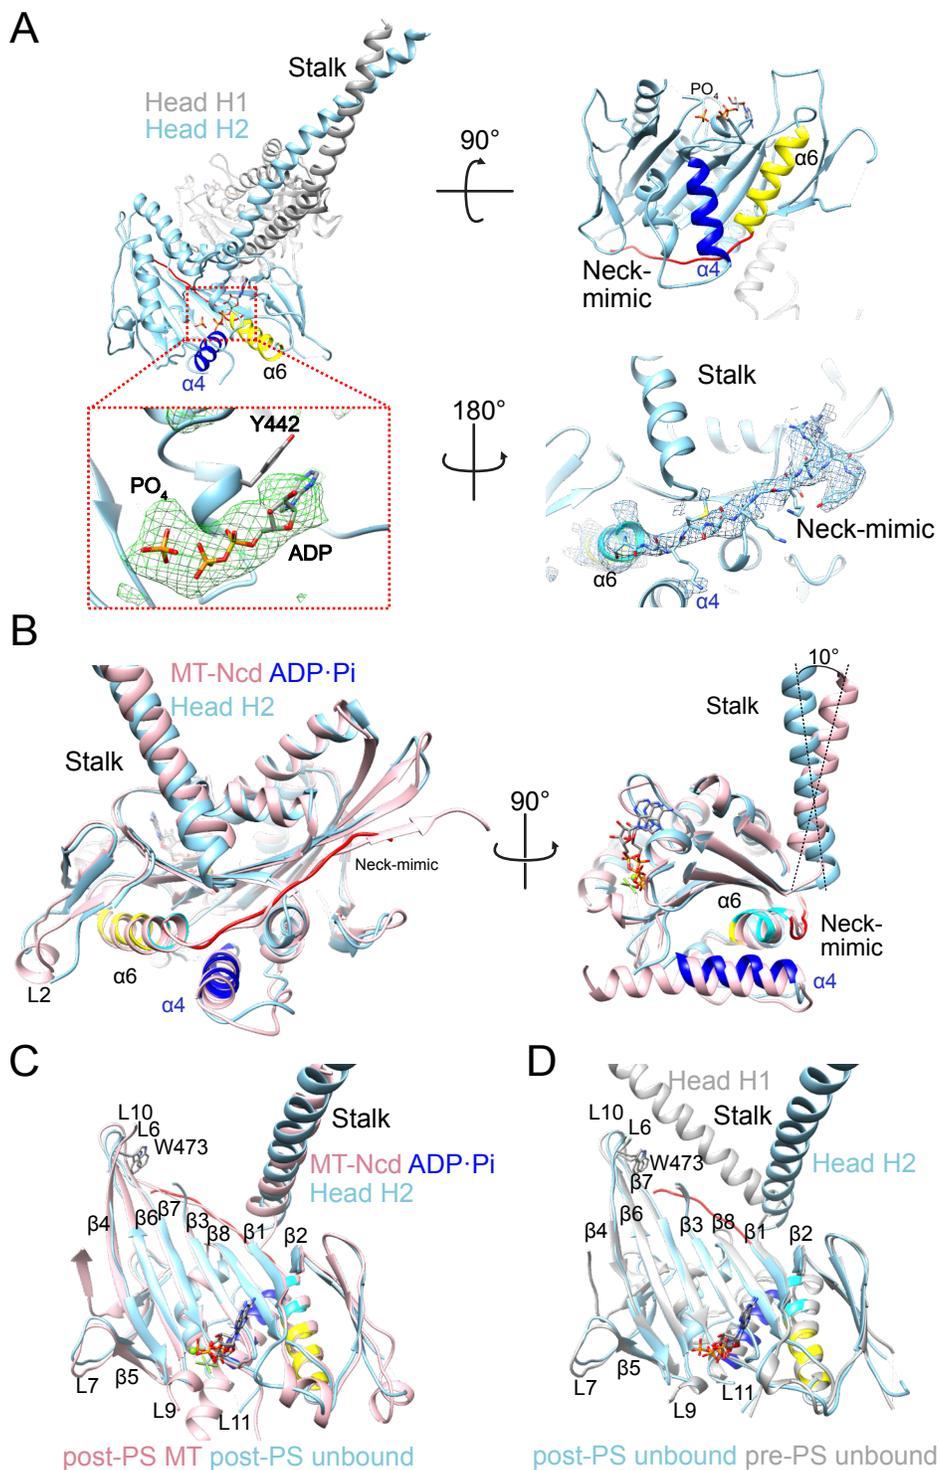 A
Stalk
Head H1
Head H2
α4
α6
90°
PO4
α6
α4
Neck-
mimic
Y442
PO4
ADP
180°
Stalk
Neck-mimic
α6
α4
B
MT-Ncd ADP·Pi
Head H2
Stalk
Neck-mimic
α6
L2
α4
90°
10°
Stalk
α6
Neck-
mimic
α4
C
Stalk
L10
L6
W473
MT-Ncd ADP·Pi
Head H2
β4
β6
β7
β3
β8
β1
β2
L7
β5
L9
L11
post-PS MT post-PS unbound
D
Head H1
Stalk
L10
L6
W473
Head H2
β7
β6
β4
β3
β8
β1
β2
L7
β5
L9
L11
post-PS unbound pre-PS unbound